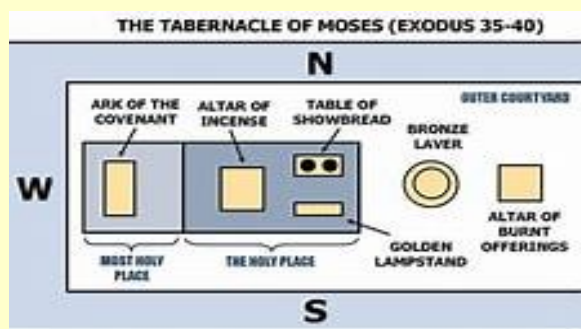 THE TABERNACLE OF MOSES (EXODUS 35-40)
N
OUTER COURTYARD
ARK OF THE
COVENANT
ALTAR OF
INCENSE
TABLE OF
SHOWBREAD
BRONZE
LAVER
W
ALTAR OF
BURNT
OFFERINGS
MOST HOLY
PLACE
THE HOLY PLACE
GOLDEN
LAMPSTAND
S